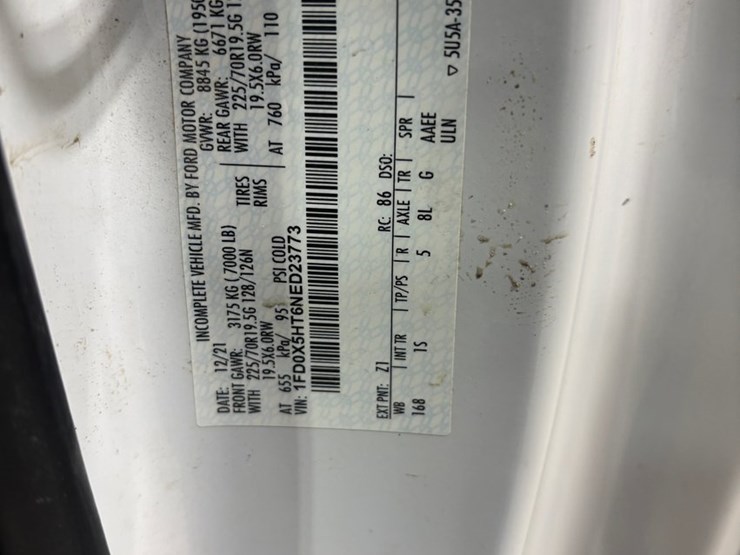 INCOMPLETE VEHICLE MFD. BY FORD MOTOR COMPANY
DATE: 12/21 GVWR: 8845 KG (1950
FRONT GAWR: 3175 KG ( 7000 LB) REAR GAWR: 6671 KG
WITH 225/70R19.5G 128/126N TIRES WITH 225/70R19.5G
19.5X6.0RW RIMS 19.5X6.0RW
AT 655 kPa/ 95 PSI COLD AT 760 kPa/ 110
VIN: 1FD0X5HT6NED23773
EXT PNT: Z1 RC: 86 DSO:
WB INT TR TP/PS R AXLE TR SPR
168 1S 5 8L G AAEE
ULN
▽ 5U5A-35